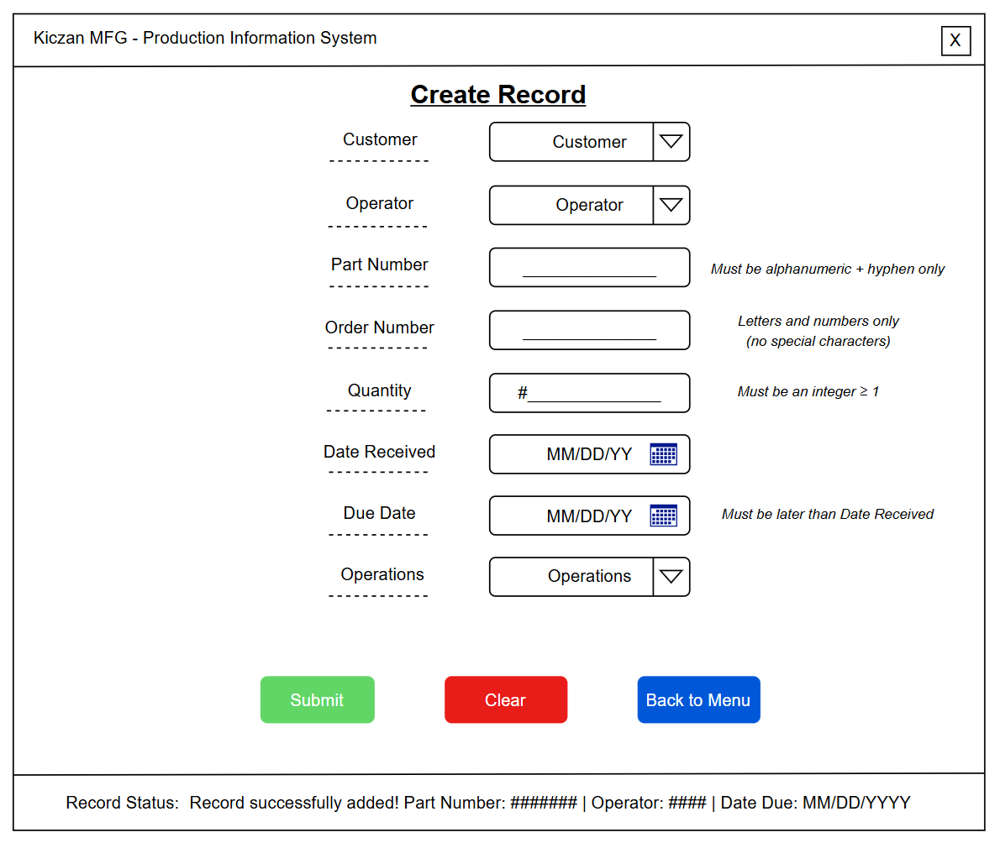 Kiczan MFG - Production Information System
X
Create Record
Customer
Customer
Operator
Operator
Part Number
_______________
Must be alphanumeric + hyphen only
Order Number
_______________
Letters and numbers only
(no special characters)
Quantity
#_______________
Must be an integer ≥ 1
Date Received
MM/DD/YY
Due Date
MM/DD/YY
Must be later than Date Received
Operations
Operations
Submit
Clear
Back to Menu
Record Status:  Record successfully added! Part Number: ####### | Operator: #### | Date Due: MM/DD/YYYY